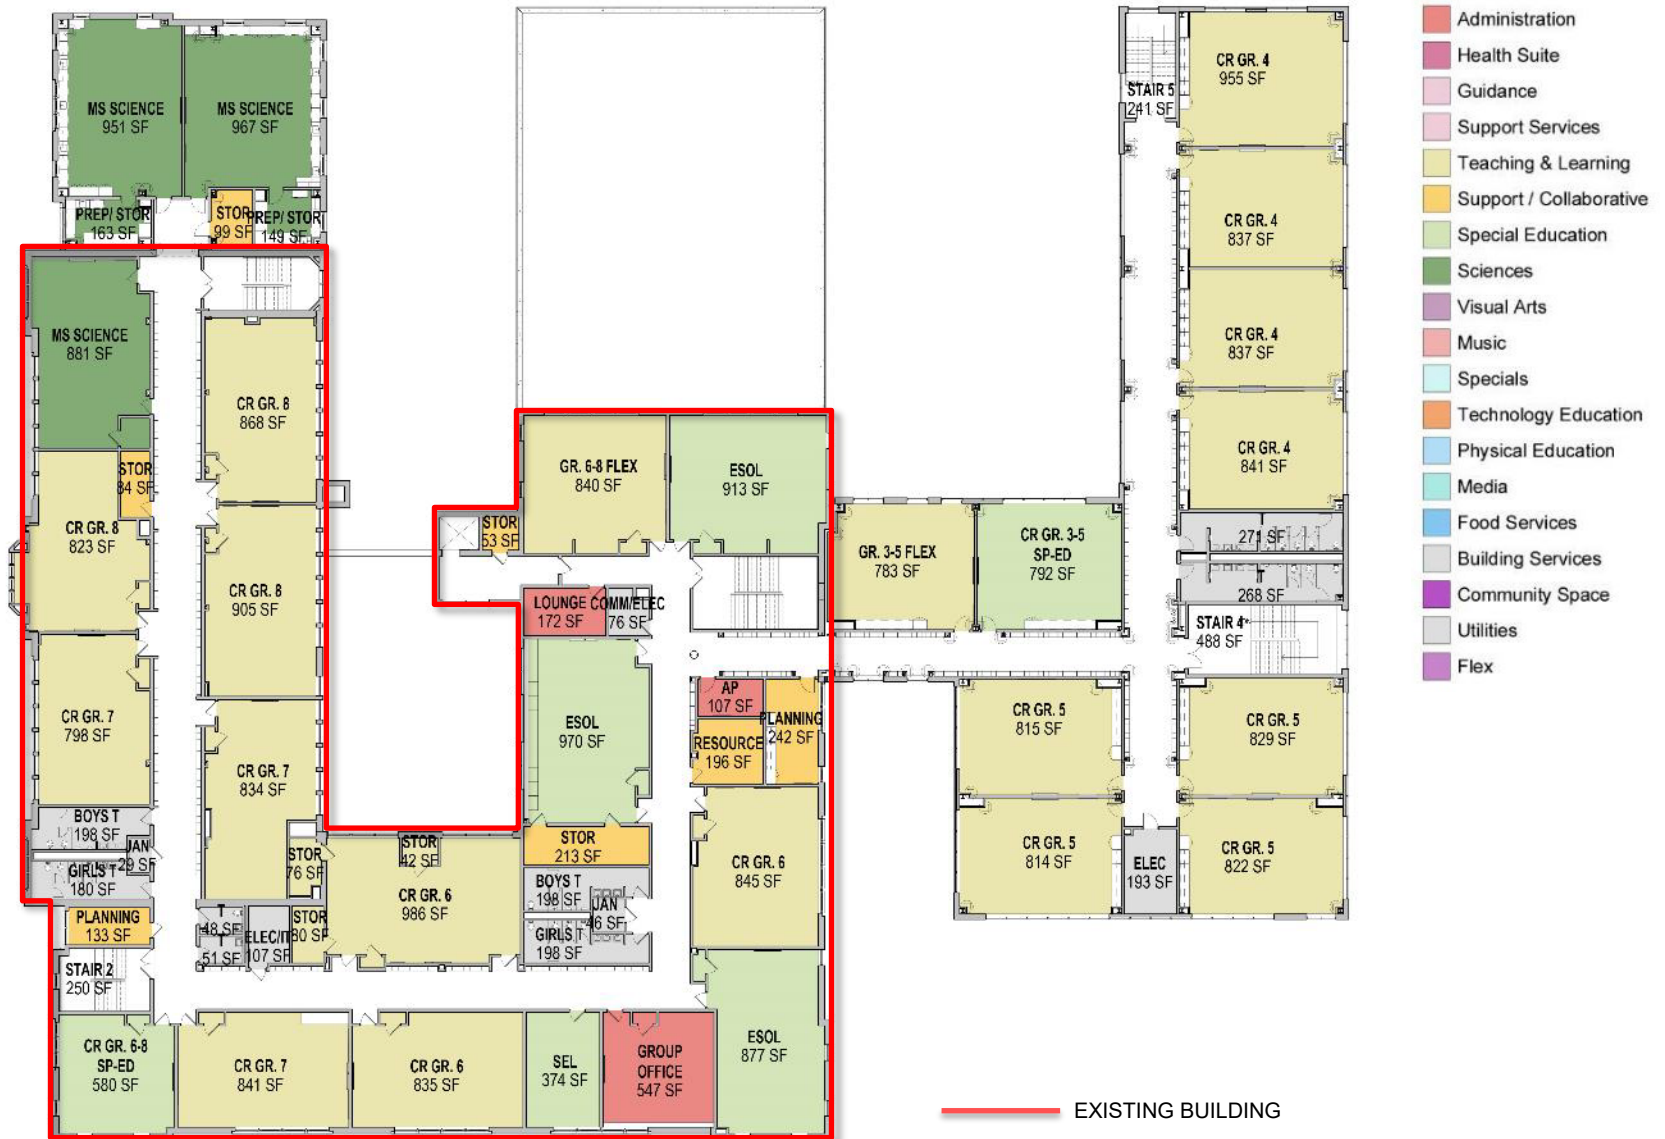 MS SCIENCE
951 SF
MS SCIENCE
967 SF
PREP/ STOR
163 SF
STOR
99 SF
PREP/ STOR
149 SF
MS SCIENCE
881 SF
CR GR. 8
868 SF
STOR
84 SF
CR GR. 8
823 SF
CR GR. 8
905 SF
CR GR. 7
798 SF
CR GR. 7
834 SF
BOYS T
198 SF
JAN
29 SF
GIRLS T
180 SF
STOR
76 SF
PLANNING
133 SF
T
48 SF
T
51 SF
ELEC/IT
107 SF
STOR
80 SF
STAIR 2
250 SF
CR GR. 6-8
SP-ED
580 SF
CR GR. 7
841 SF
CR GR. 6
835 SF
SEL
374 SF
GROUP
OFFICE
547 SF
ESOL
877 SF
STOR
42 SF
CR GR. 6
986 SF
GR. 6-8 FLEX
840 SF
ESOL
913 SF
STOR
53 SF
LOUNGE
172 SF
COMM/ELEC
76 SF
ESOL
970 SF
AP
107 SF
PLANNING
242 SF
RESOURCE
196 SF
STOR
213 SF
BOYS T
198 SF
JAN
46 SF
GIRLS T
198 SF
CR GR. 6
845 SF
GR. 3-5 FLEX
783 SF
CR GR. 3-5
SP-ED
792 SF
STAIR 5
241 SF
CR GR. 4
955 SF
CR GR. 4
837 SF
CR GR. 4
837 SF
CR GR. 4
841 SF
T
271 SF
T
268 SF
STAIR 4
488 SF
CR GR. 5
815 SF
CR GR. 5
829 SF
CR GR. 5
814 SF
ELEC
193 SF
CR GR. 5
822 SF
Administration
Health Suite
Guidance
Support Services
Teaching & Learning
Support / Collaborative
Special Education
Sciences
Visual Arts
Music
Specials
Technology Education
Physical Education
Media
Food Services
Building Services
Community Space
Utilities
Flex
EXISTING BUILDING